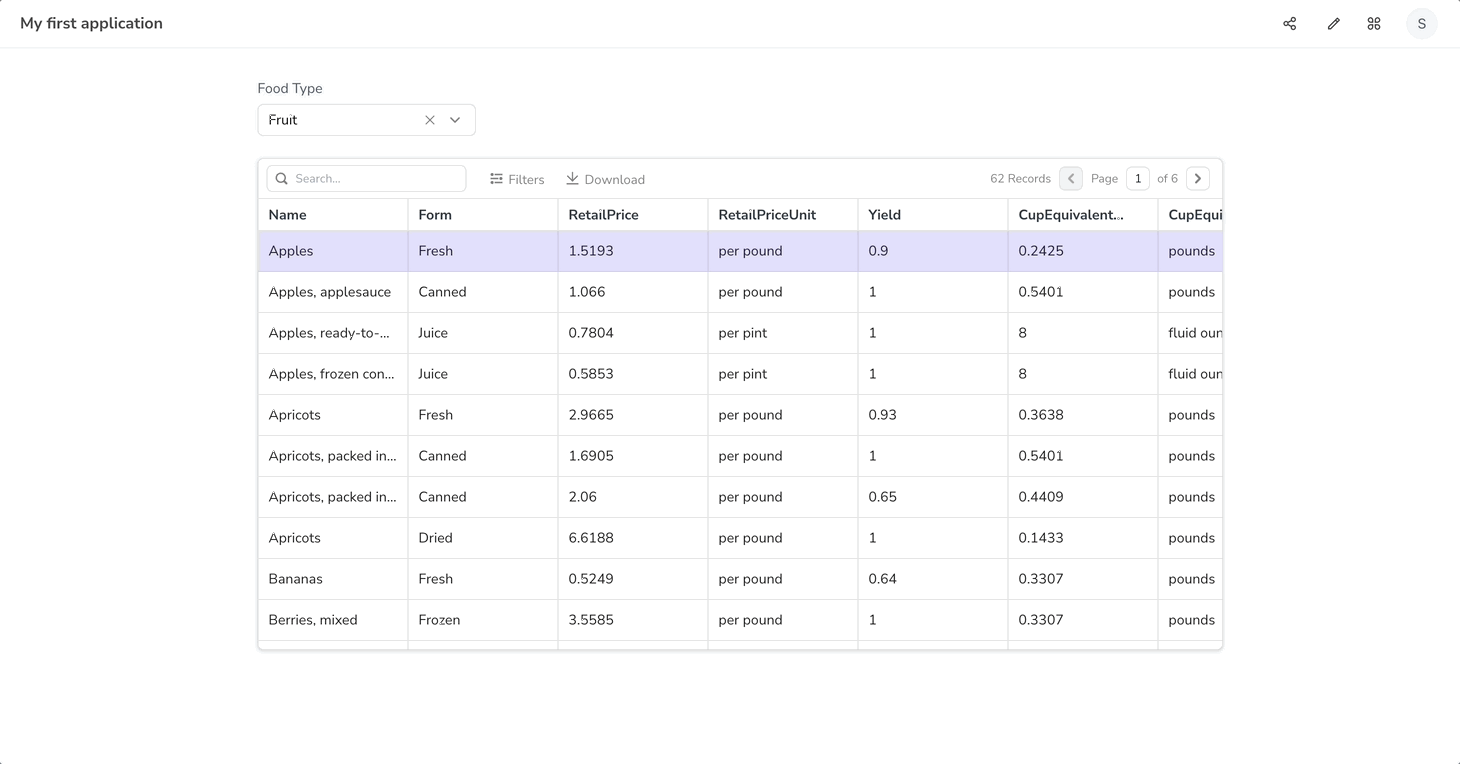 My first application
S
Food Type
Fruit
Search...
Filters
Download
62 Records
Page
1
of 6
Name Form RetailPrice RetailPriceUnit Yield CupEquivalent... CupEqui
Apples Fresh 1.5193 per pound 0.9 0.2425 pounds
Apples, applesauce Canned 1.066 per pound 1 0.5401 pounds
Apples, ready-to-... Juice 0.7804 per pint 1 8 fluid oun
Apples, frozen con... Juice 0.5853 per pint 1 8 fluid oun
Apricots Fresh 2.9665 per pound 0.93 0.3638 pounds
Apricots, packed in... Canned 1.6905 per pound 1 0.5401 pounds
Apricots, packed in... Canned 2.06 per pound 0.65 0.4409 pounds
Apricots Dried 6.6188 per pound 1 0.1433 pounds
Bananas Fresh 0.5249 per pound 0.64 0.3307 pounds
Berries, mixed Frozen 3.5585 per pound 1 0.3307 pounds